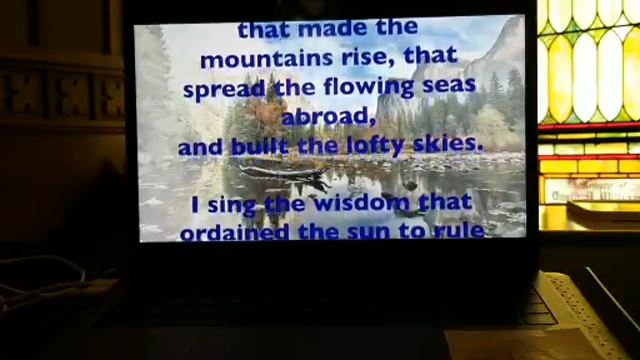 that made the
mountains rise, that
spread the flowing seas
abroad,
and built the lofty skies.
I sing the wisdom that
ordained the sun to rule